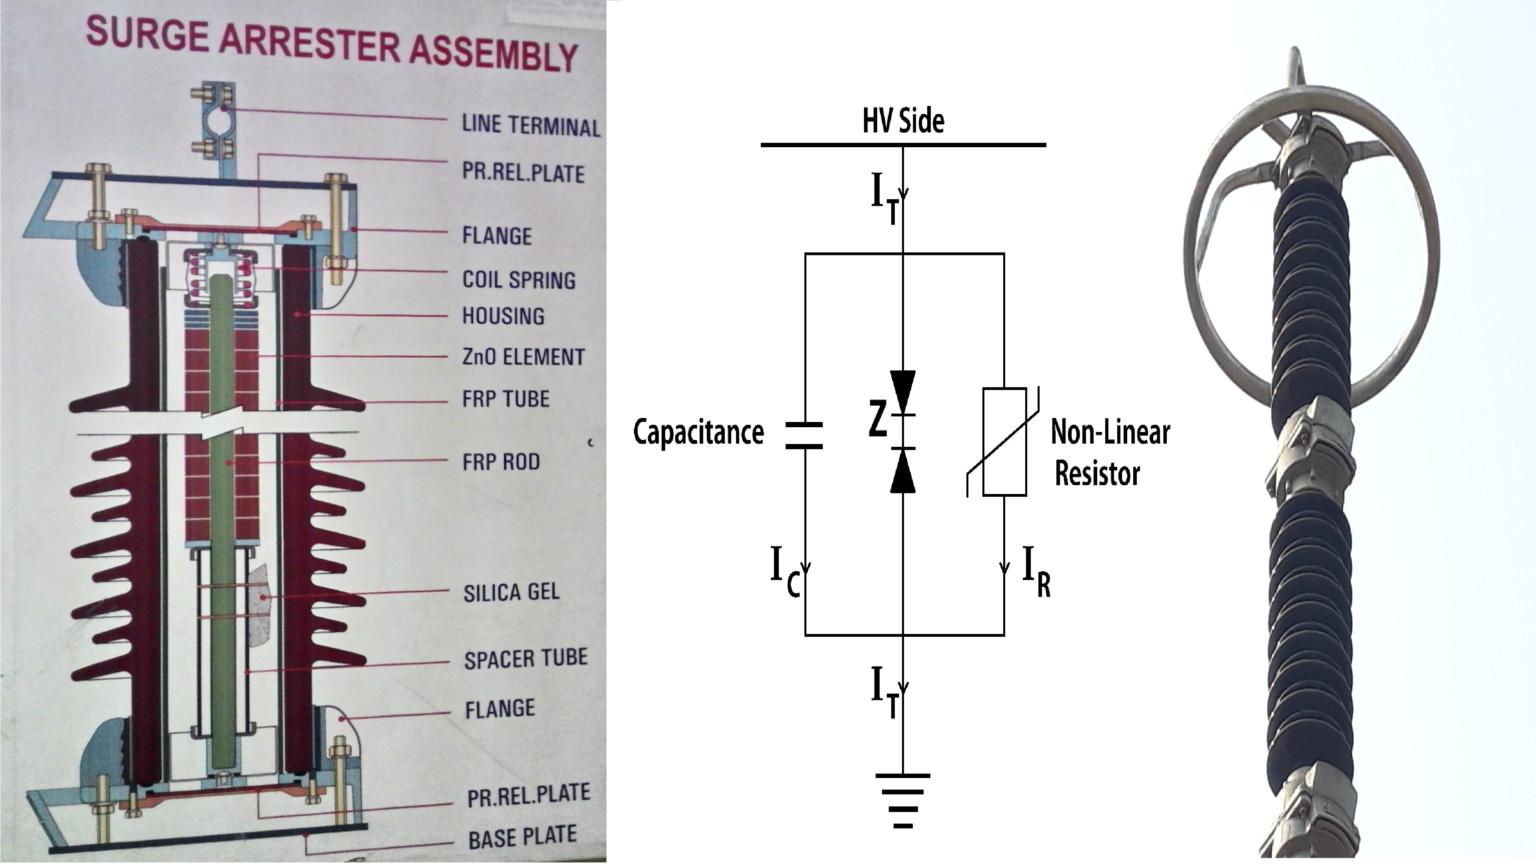 SURGE ARRESTER ASSEMBLY
LINE TERMINAL
PR.REL.PLATE
FLANGE
COIL SPRING
HOUSING
ZnO ELEMENT
FRP TUBE
FRP ROD
SILICA GEL
SPACER TUBE
FLANGE
PR.REL.PLATE
BASE PLATE
HV Side
I_T
Capacitance
Z
Non-Linear
Resistor
I_C
I_R
I_T